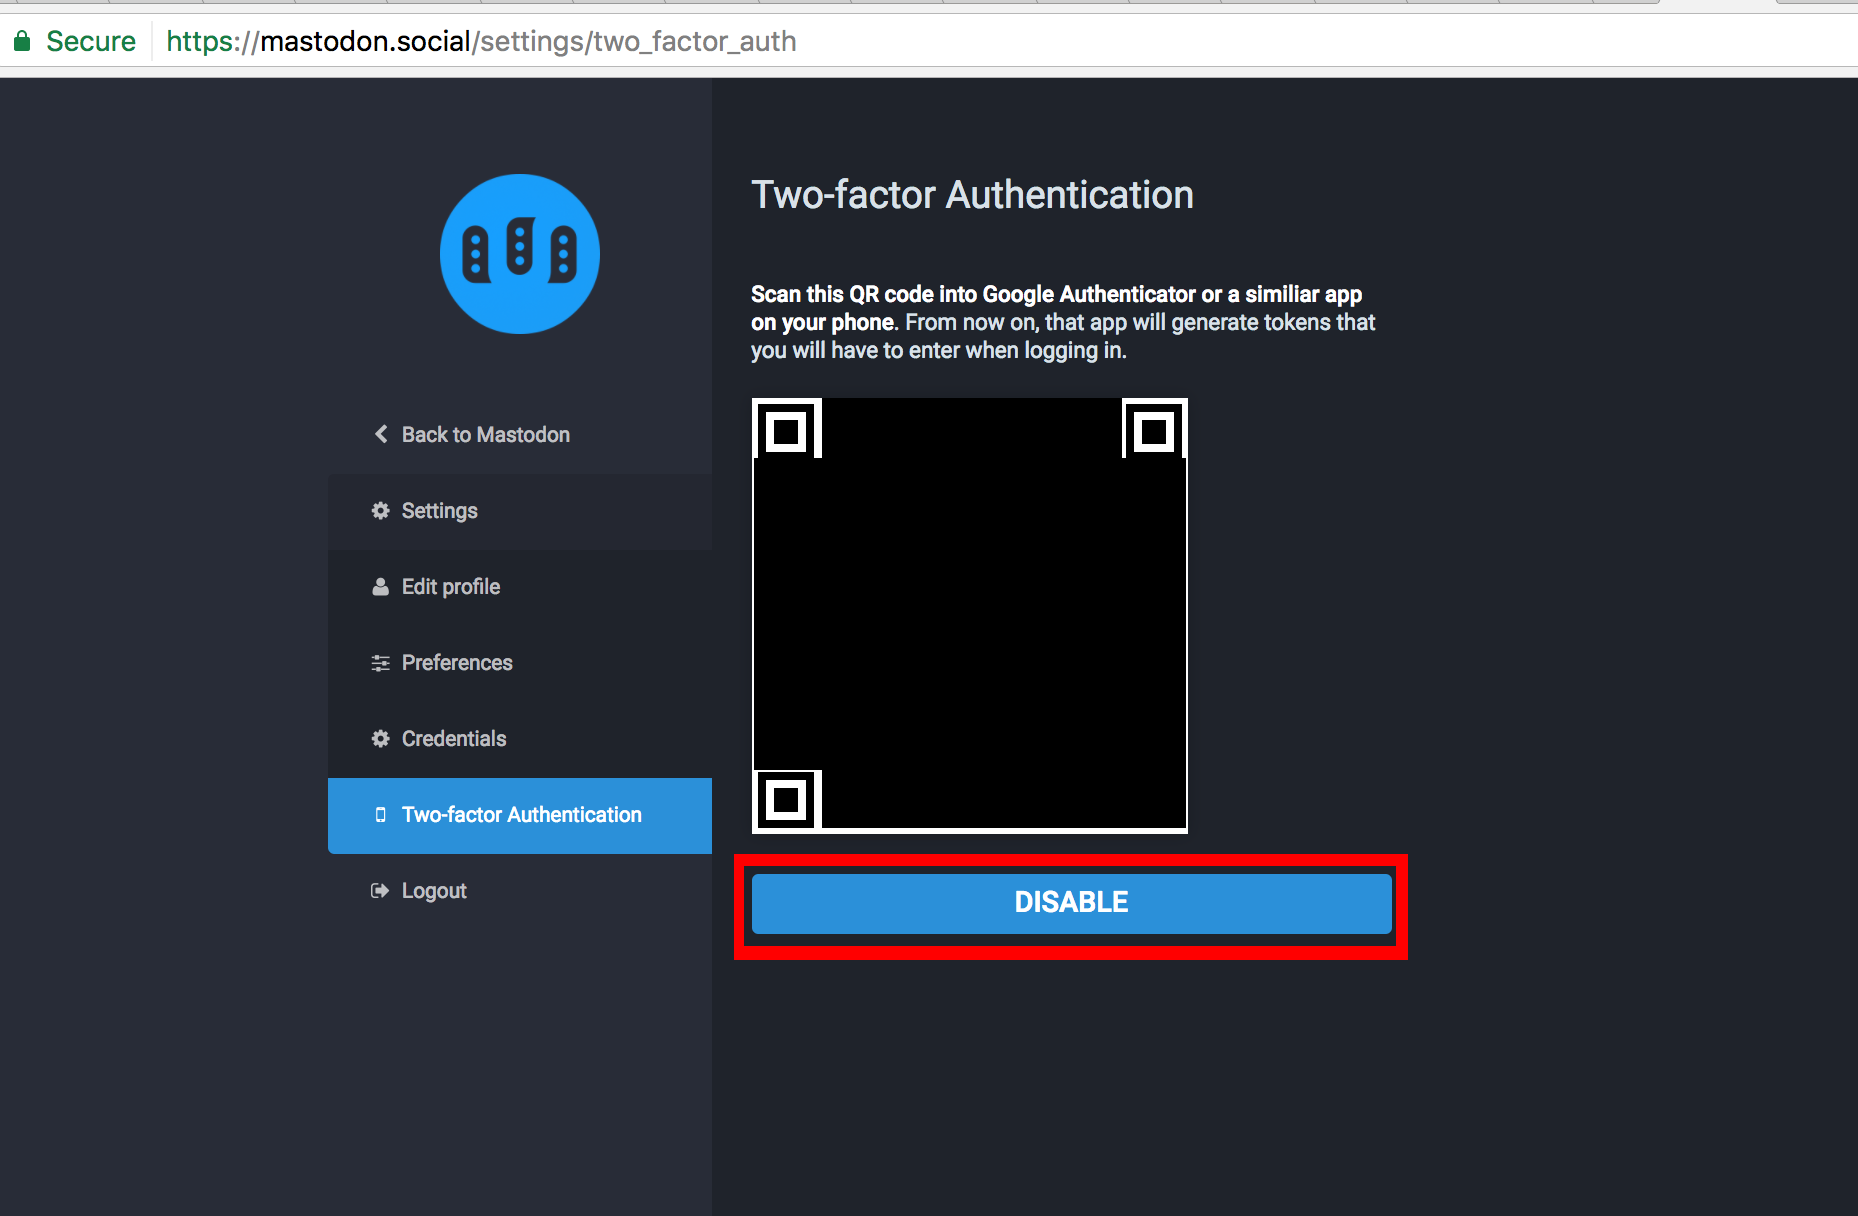 Secure
https://mastodon.social/settings/two_factor_auth
Back to Mastodon
Settings
Edit profile
Preferences
Credentials
Two-factor Authentication
Logout
Two-factor Authentication
Scan this QR code into Google Authenticator or a similiar app
on your phone. From now on, that app will generate tokens that
you will have to enter when logging in.
DISABLE